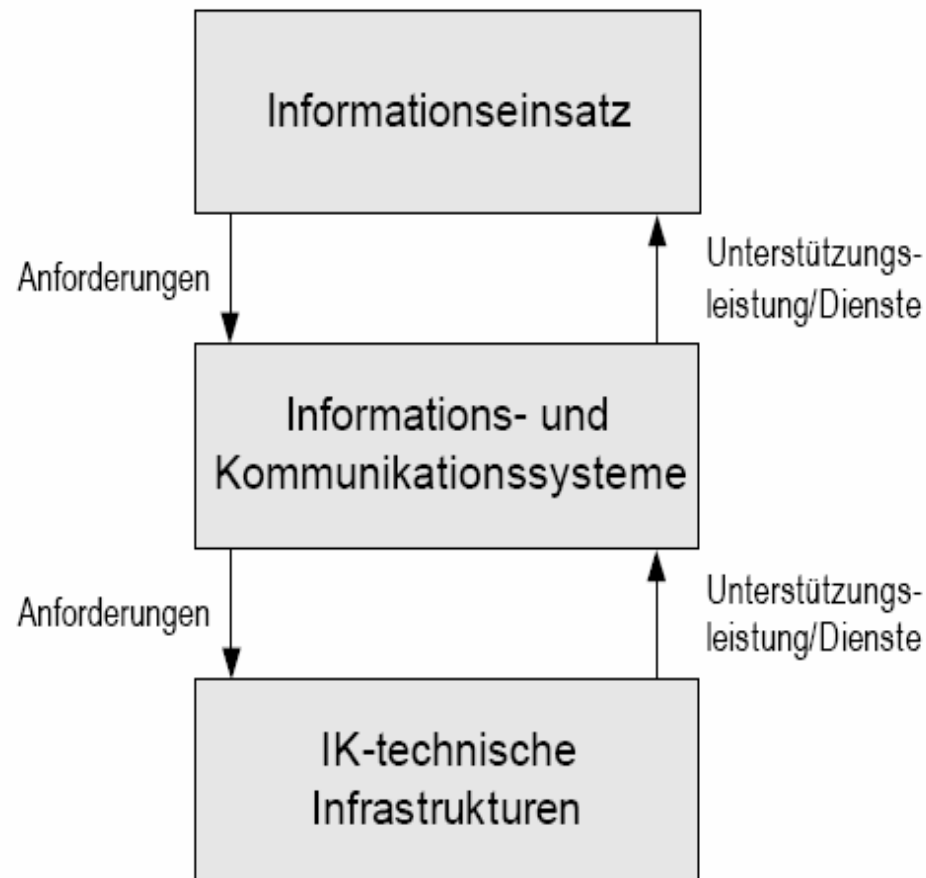 Informationseinsatz
Anforderungen
Unterstützungs-
leistung/Dienste
Informations- und
Kommunikationssysteme
Anforderungen
Unterstützungs-
leistung/Dienste
IK-technische
Infrastrukturen